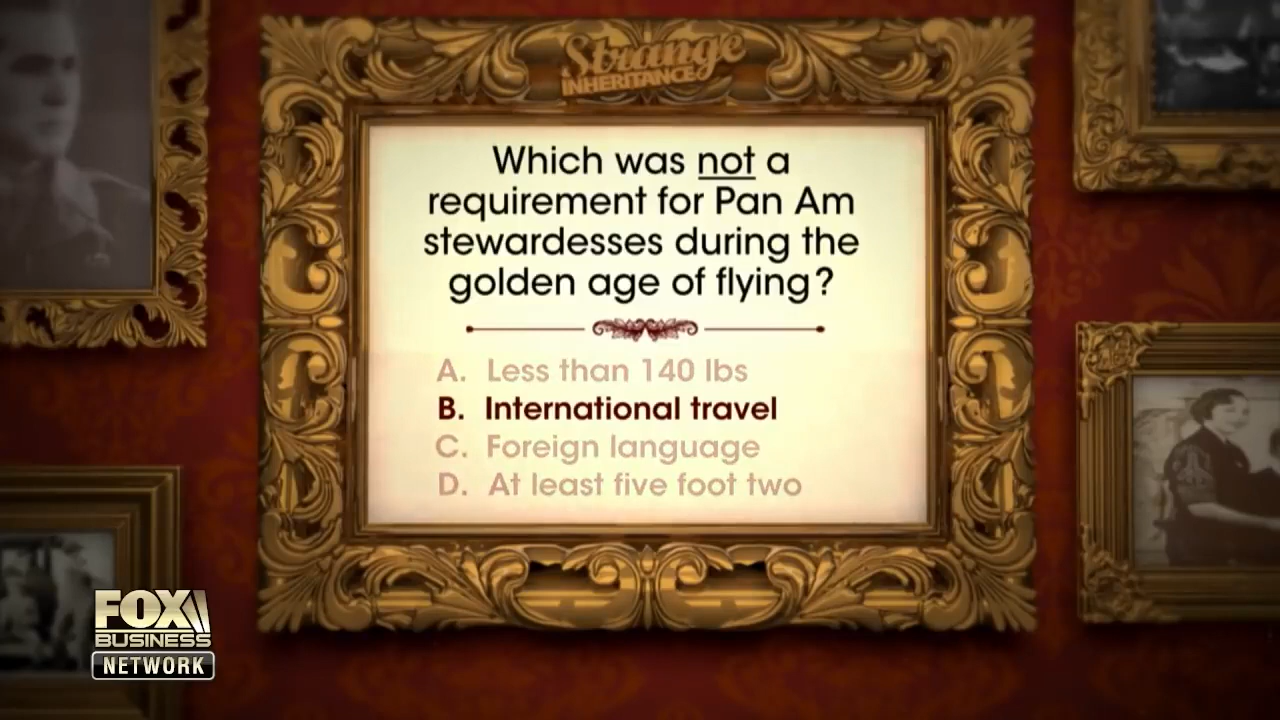 Strange
INHERITANCE
Which was not a
requirement for Pan Am
stewardesses during the
golden age of flying?
A. Less than 140 lbs
B. International travel
C. Foreign language
D. At least five foot two
FOX
BUSINESS
NETWORK